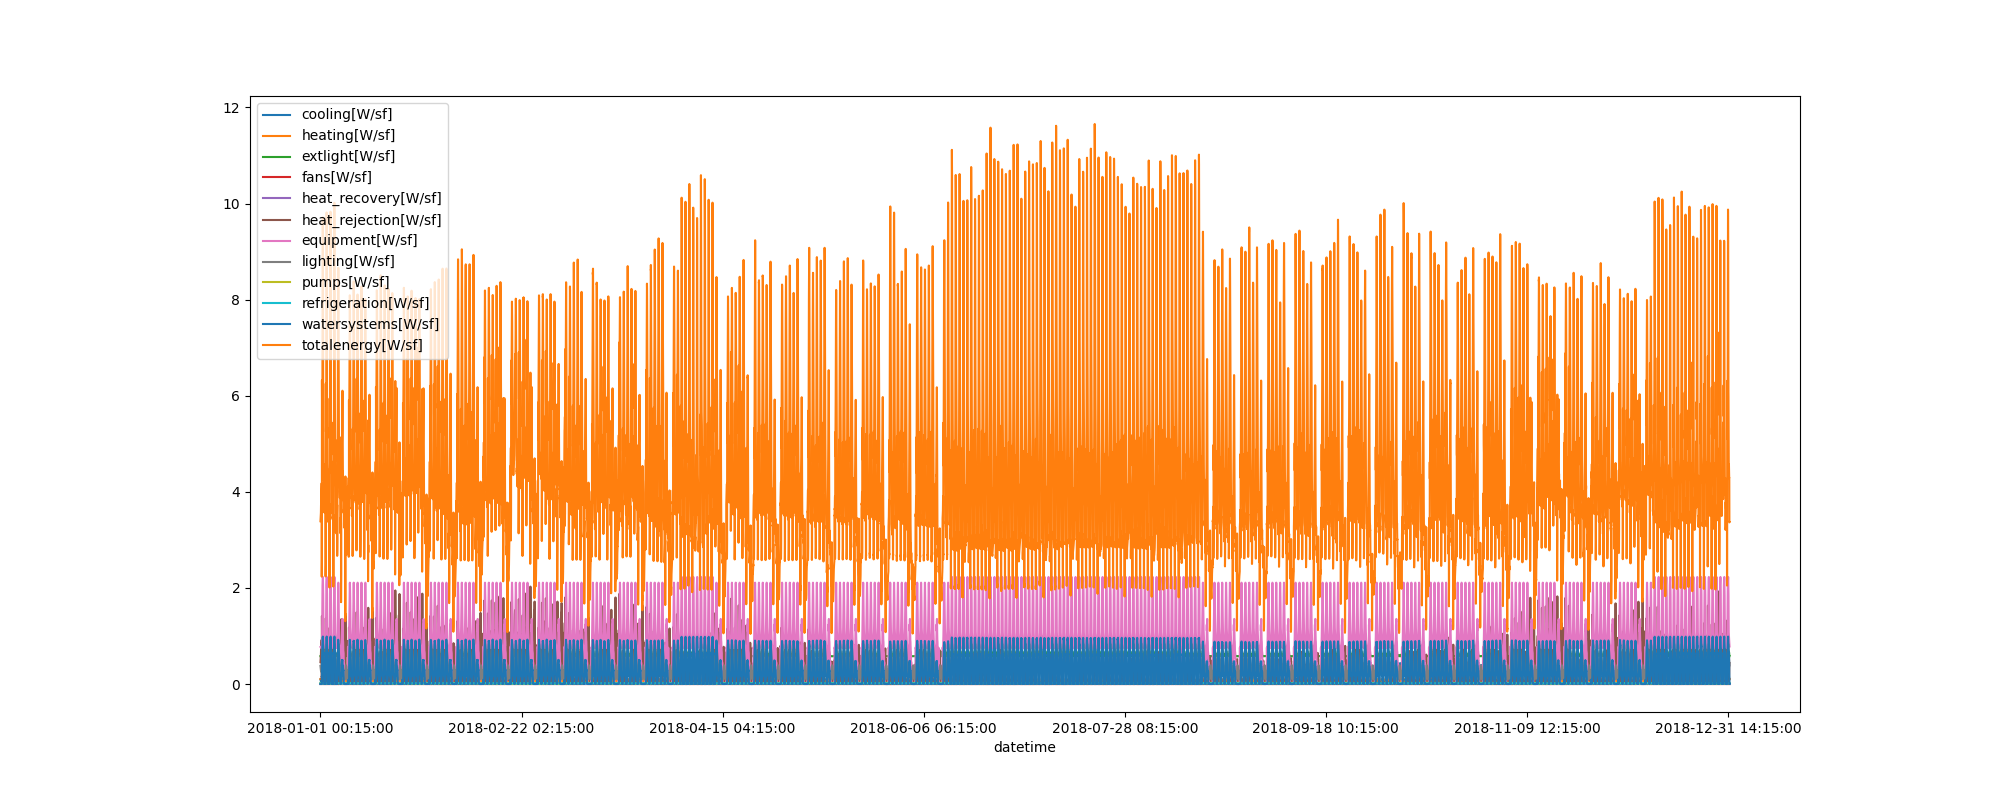 12
10
8
6
4
2
0
cooling[W/sf]
heating[W/sf]
extlight[W/sf]
fans[W/sf]
heat_recovery[W/sf]
heat_rejection[W/sf]
equipment[W/sf]
lighting[W/sf]
pumps[W/sf]
refrigeration[W/sf]
watersystems[W/sf]
totalenergy[W/sf]
2018-01-01 00:15:00
2018-02-22 02:15:00
2018-04-15 04:15:00
2018-06-06 06:15:00
2018-07-28 08:15:00
2018-09-18 10:15:00
2018-11-09 12:15:00
2018-12-31 14:15:00
datetime